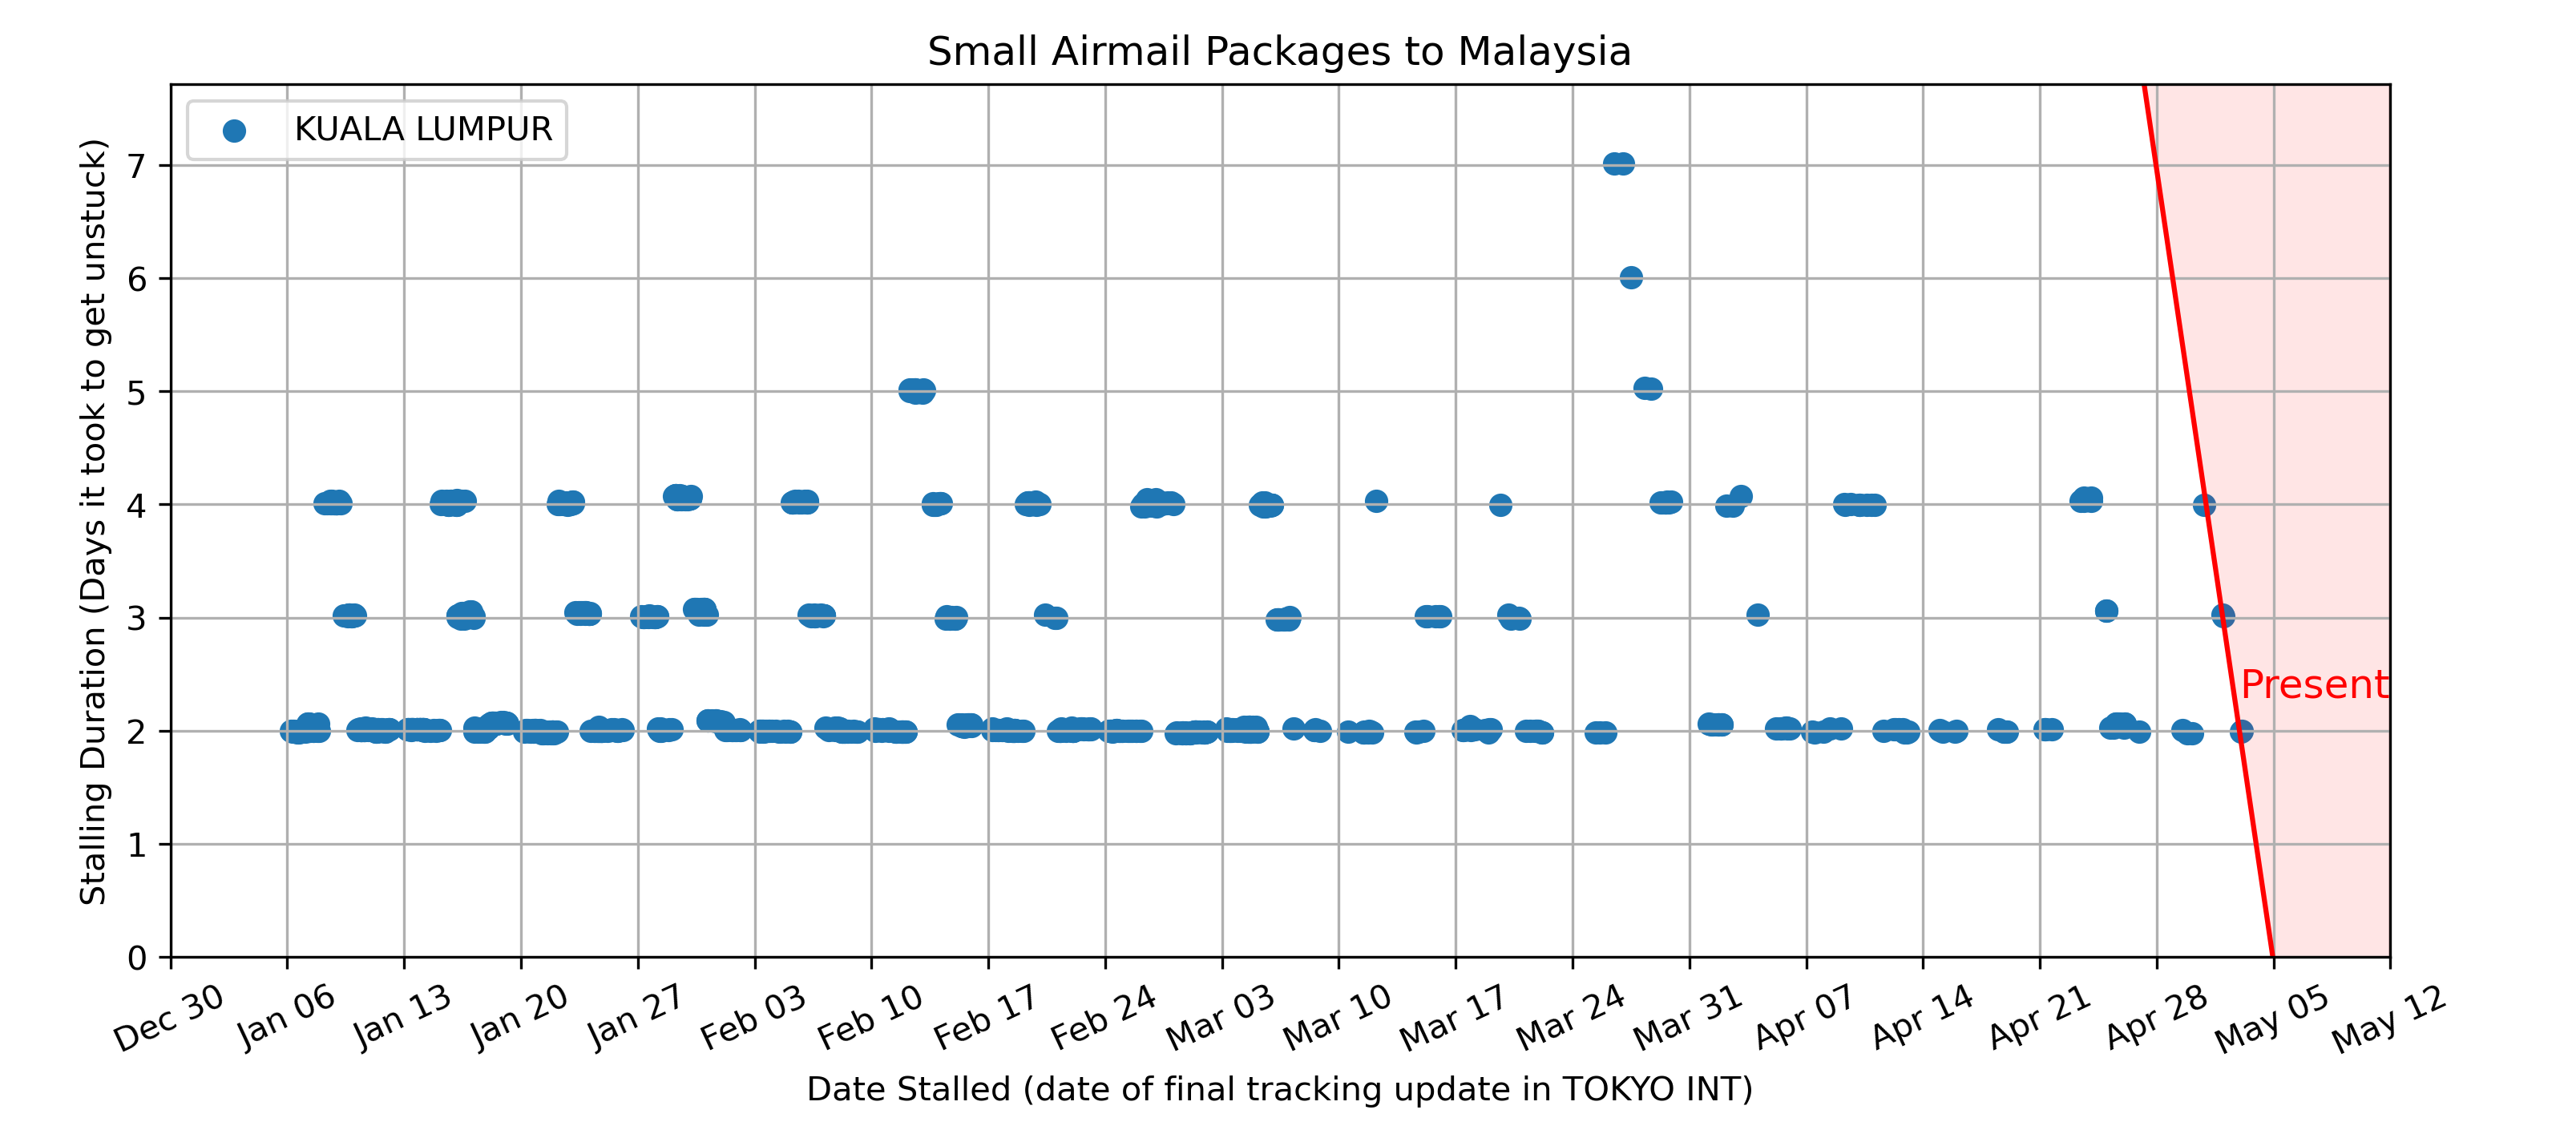 Small Airmail Packages to Malaysia
KUALA LUMPUR
Stalling Duration (Days it took to get unstuck)
7
6
5
4
3
2
1
0
Present
Dec 30
Jan 06
Jan 13
Jan 20
Jan 27
Feb 03
Feb 10
Feb 17
Feb 24
Mar 03
Mar 10
Mar 17
Mar 24
Mar 31
Apr 07
Apr 14
Apr 21
Apr 28
May 05
May 12
Date Stalled (date of final tracking update in TOKYO INT)